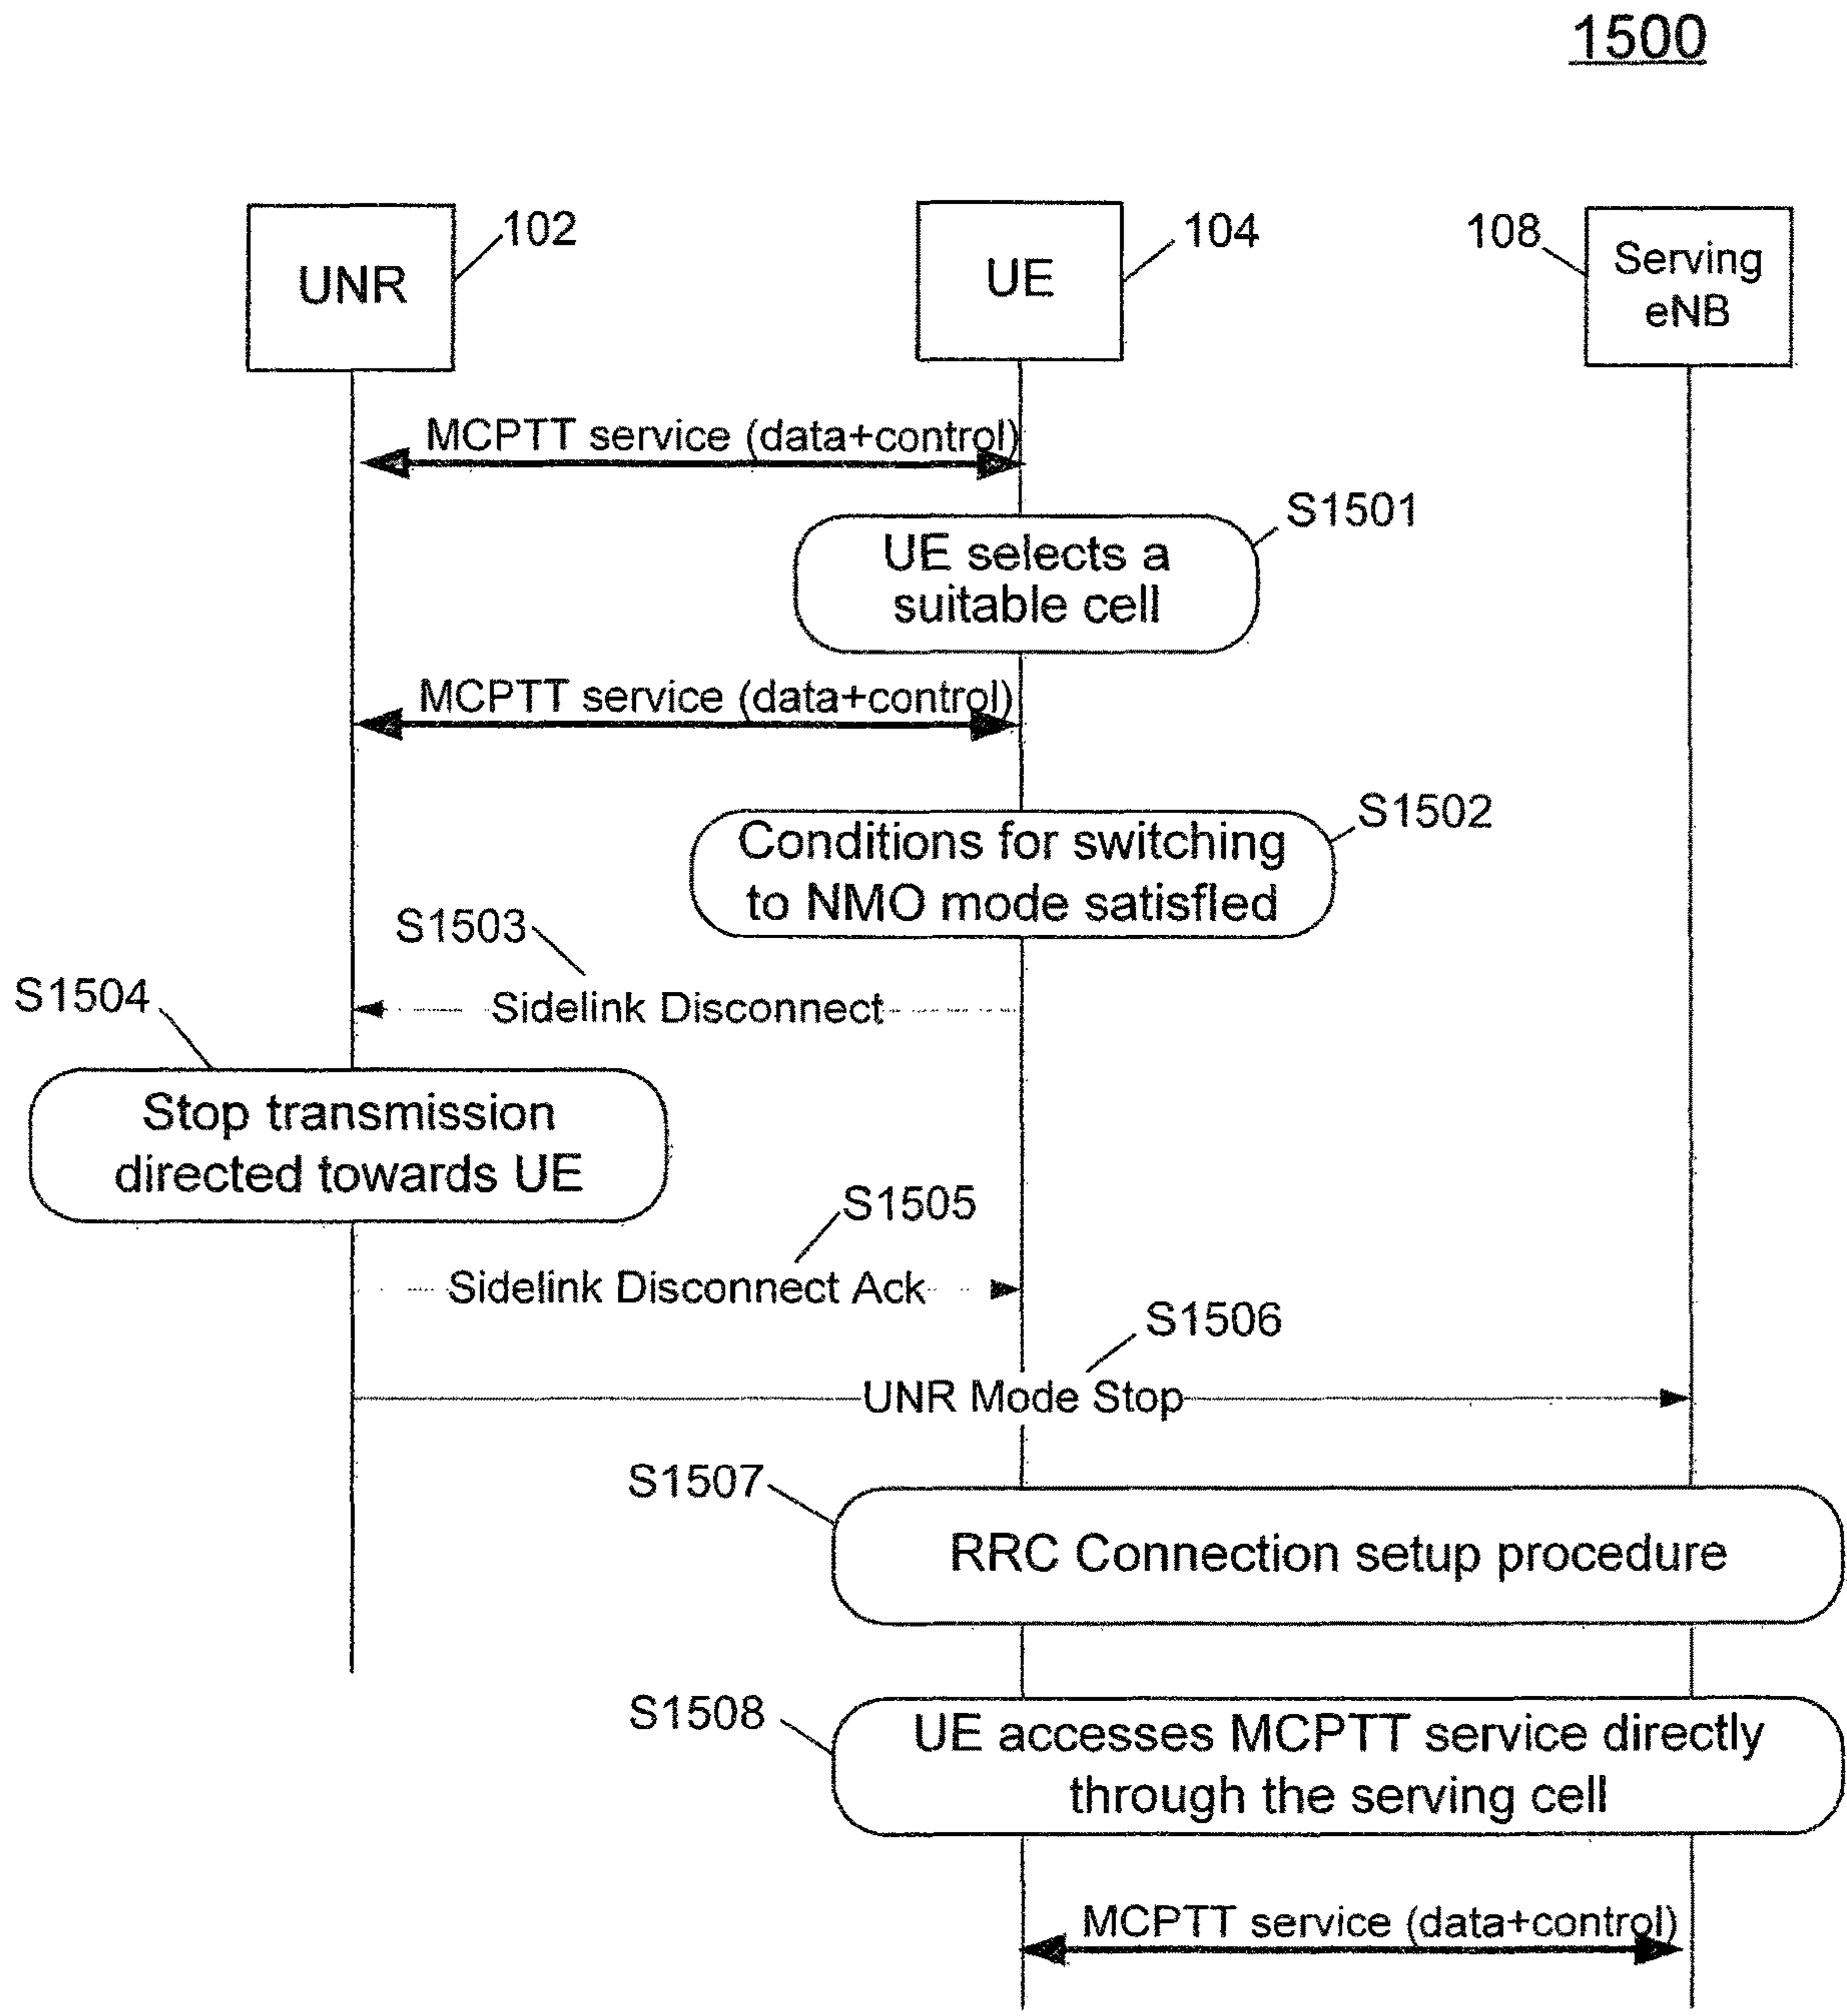 1500
UNR
102
UE
104
108
Serving
eNB
MCPTT service (data+control)
S1501
UE selects a
suitable cell
MCPTT service (data+control)
S1502
Conditions for switching
to NMO mode satisfied
S1503
Sidelink Disconnect
S1504
Stop transmission
directed towards UE
S1505
Sidelink Disconnect Ack
S1506
UNR Mode Stop
S1507
RRC Connection setup procedure
S1508
UE accesses MCPTT service directly
through the serving cell
MCPTT service (data+control)